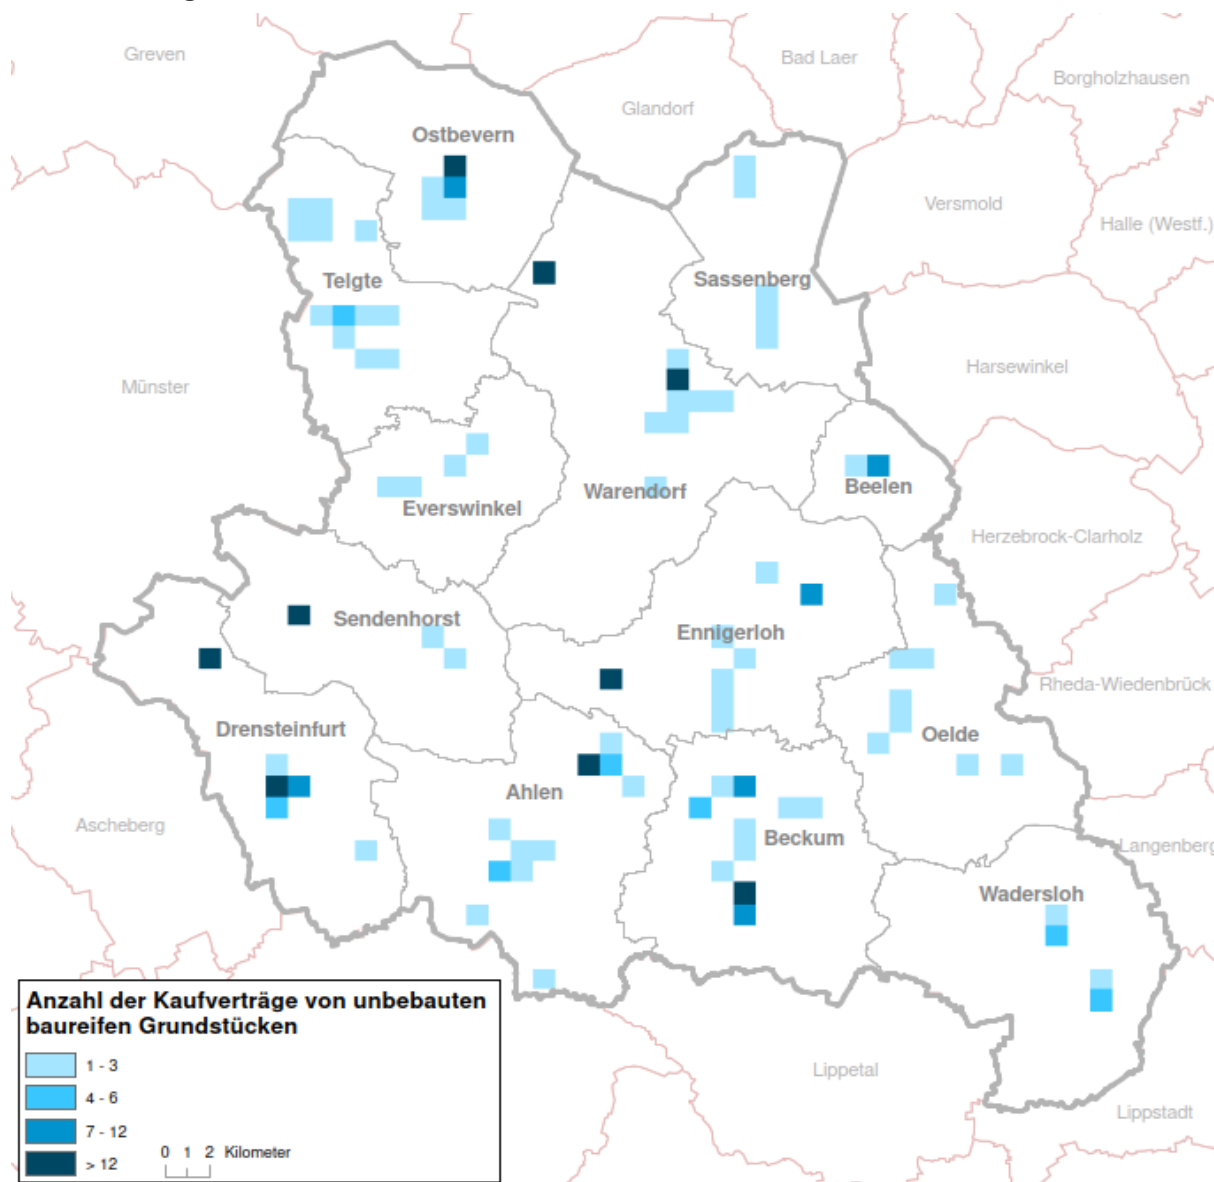 Greven
Bad Laer
Borgholzhausen
Glandorf
Ostbevern
Versmold
Halle (Westf.)
Telgte
Sassenberg
Harsewinkel
Münster
Warendorf
Beelen
Everswinkel
Herzebrock-Clarholz
Sendenhorst
Ennigerloh
Rheda-Wiedenbrück
Drensteinfurt
Oelde
Ahlen
Ascheberg
Beckum
Langenberg
Wadersloh
Anzahl der Kaufverträge von unbebauten
baureifen Grundstücken
1 - 3
4 - 6
7 - 12
> 12
0 1 2 Kilometer
Lippetal
Lippstadt